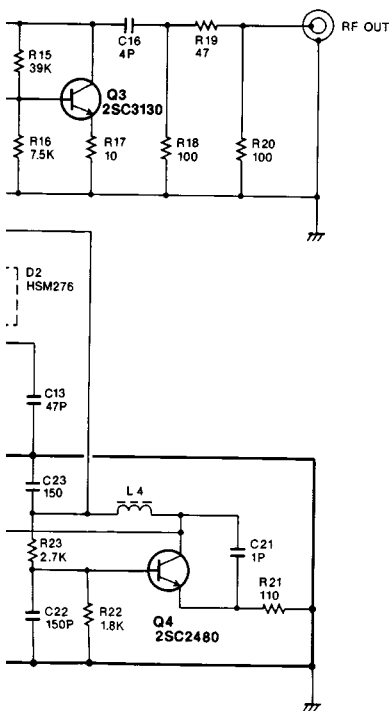 RF OUT
C16
4P
R19
47
R15
39K
Q3
2SC3130
R16
7.5K
R17
10
R18
100
R20
100
D2
HSM276
C13
47P
C23
150
L 4
R23
2.7K
C21
1P
R21
110
C22
150P
R22
1.8K
Q4
2SC2480